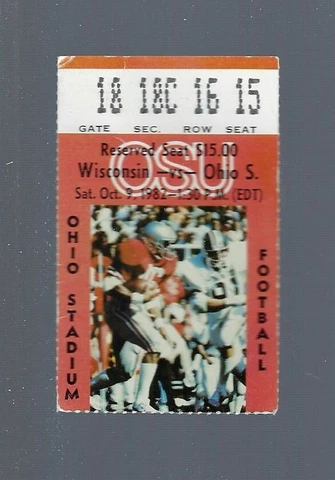 18 18C 16 15
GATE SEC. ROW SEAT
OSU
Reserved Seat $15.00
Wisconsin —vs— Ohio S.
Sat. Oct. 9, 1982—1:30 P.M. (EDT)
OHIO STADIUM
FOOTBALL